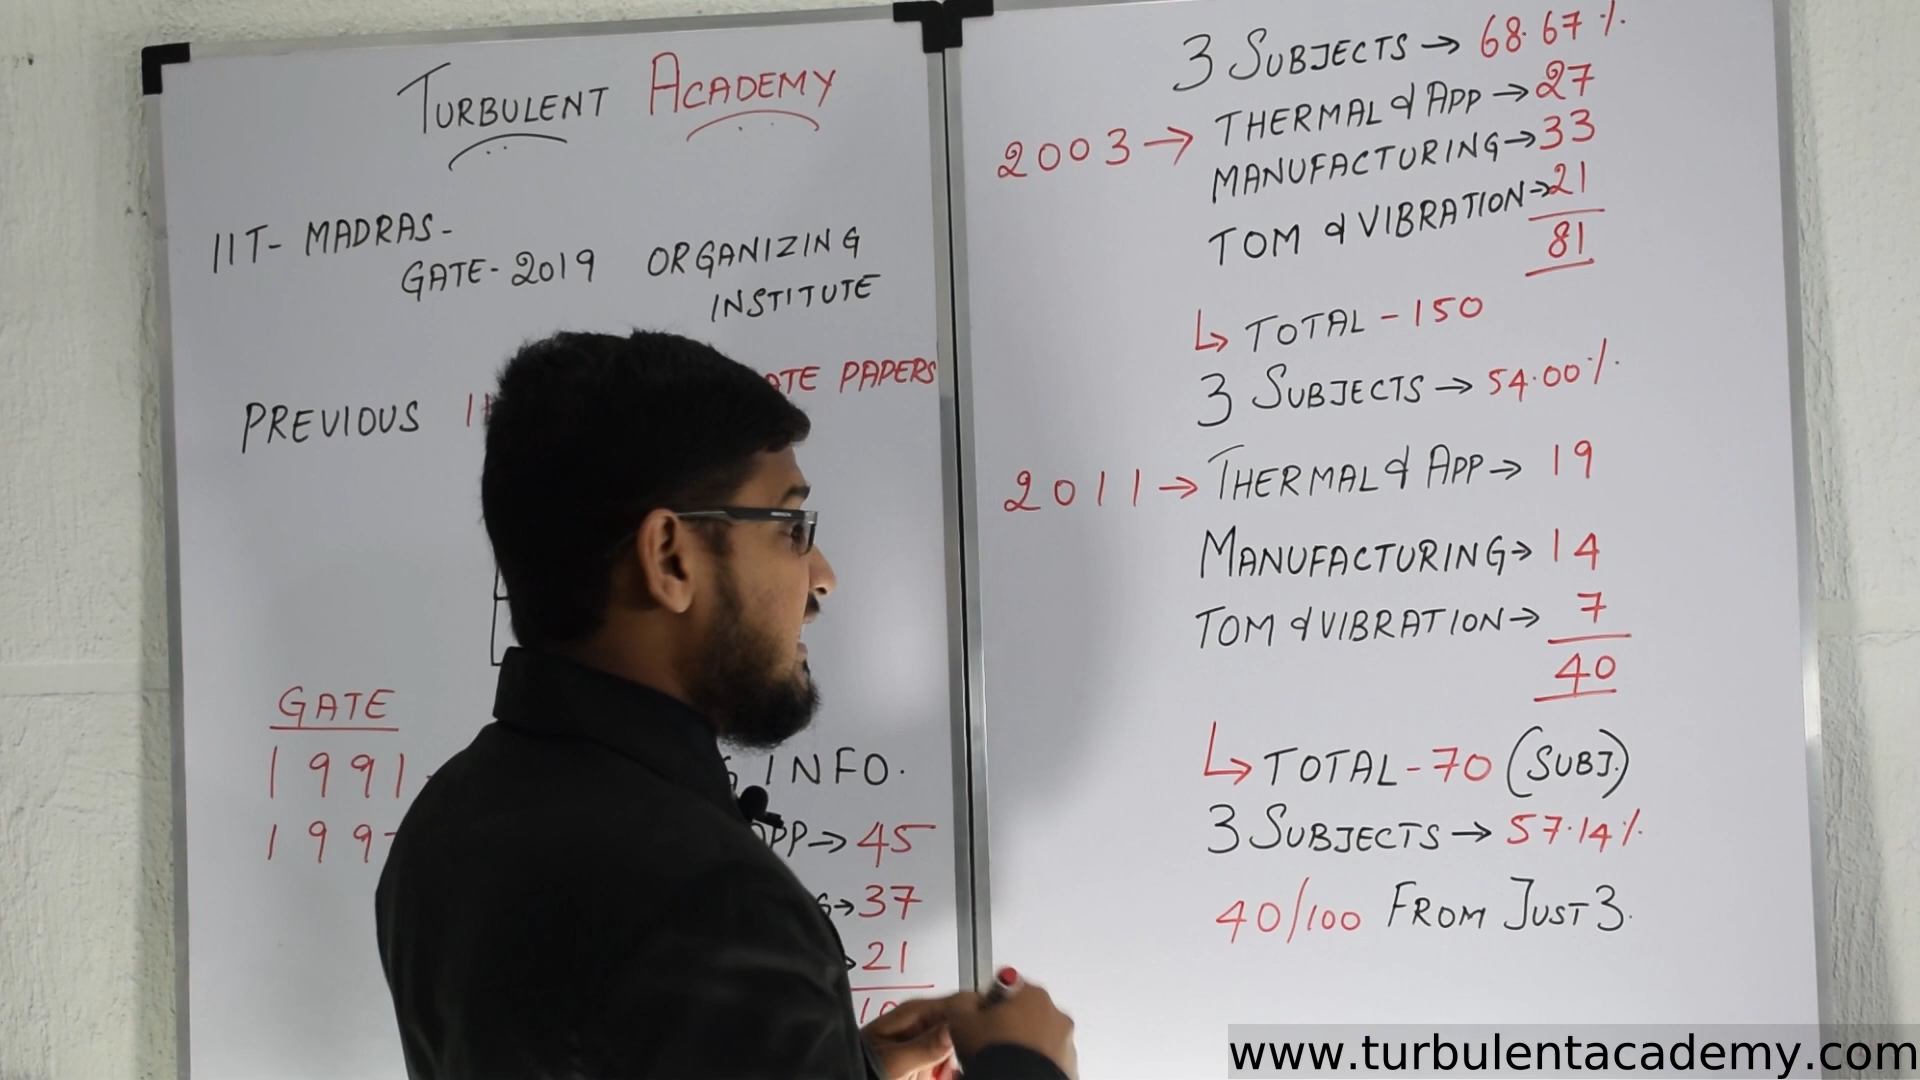 TURBULENT ACADEMY
IIT- MADRAS-
GATE-2019 ORGANIZING
INSTITUTE
PREVIOUS PAPERS
GATE
1991
INFO.
→ 45
→ 37
21
3 SUBJECTS → 68.67 %
2003 → THERMAL & APP → 27
MANUFACTURING → 33
TOM & VIBRATION → 21
81
↳ TOTAL - 150
3 SUBJECTS → 54.00 %
2011 → THERMAL & APP → 19
MANUFACTURING → 14
TOM & VIBRATION → 7
40
↳ TOTAL - 70 (SUBJ.)
3 SUBJECTS → 57.14 %
40/100 FROM JUST 3.
www.turbulentacademy.com